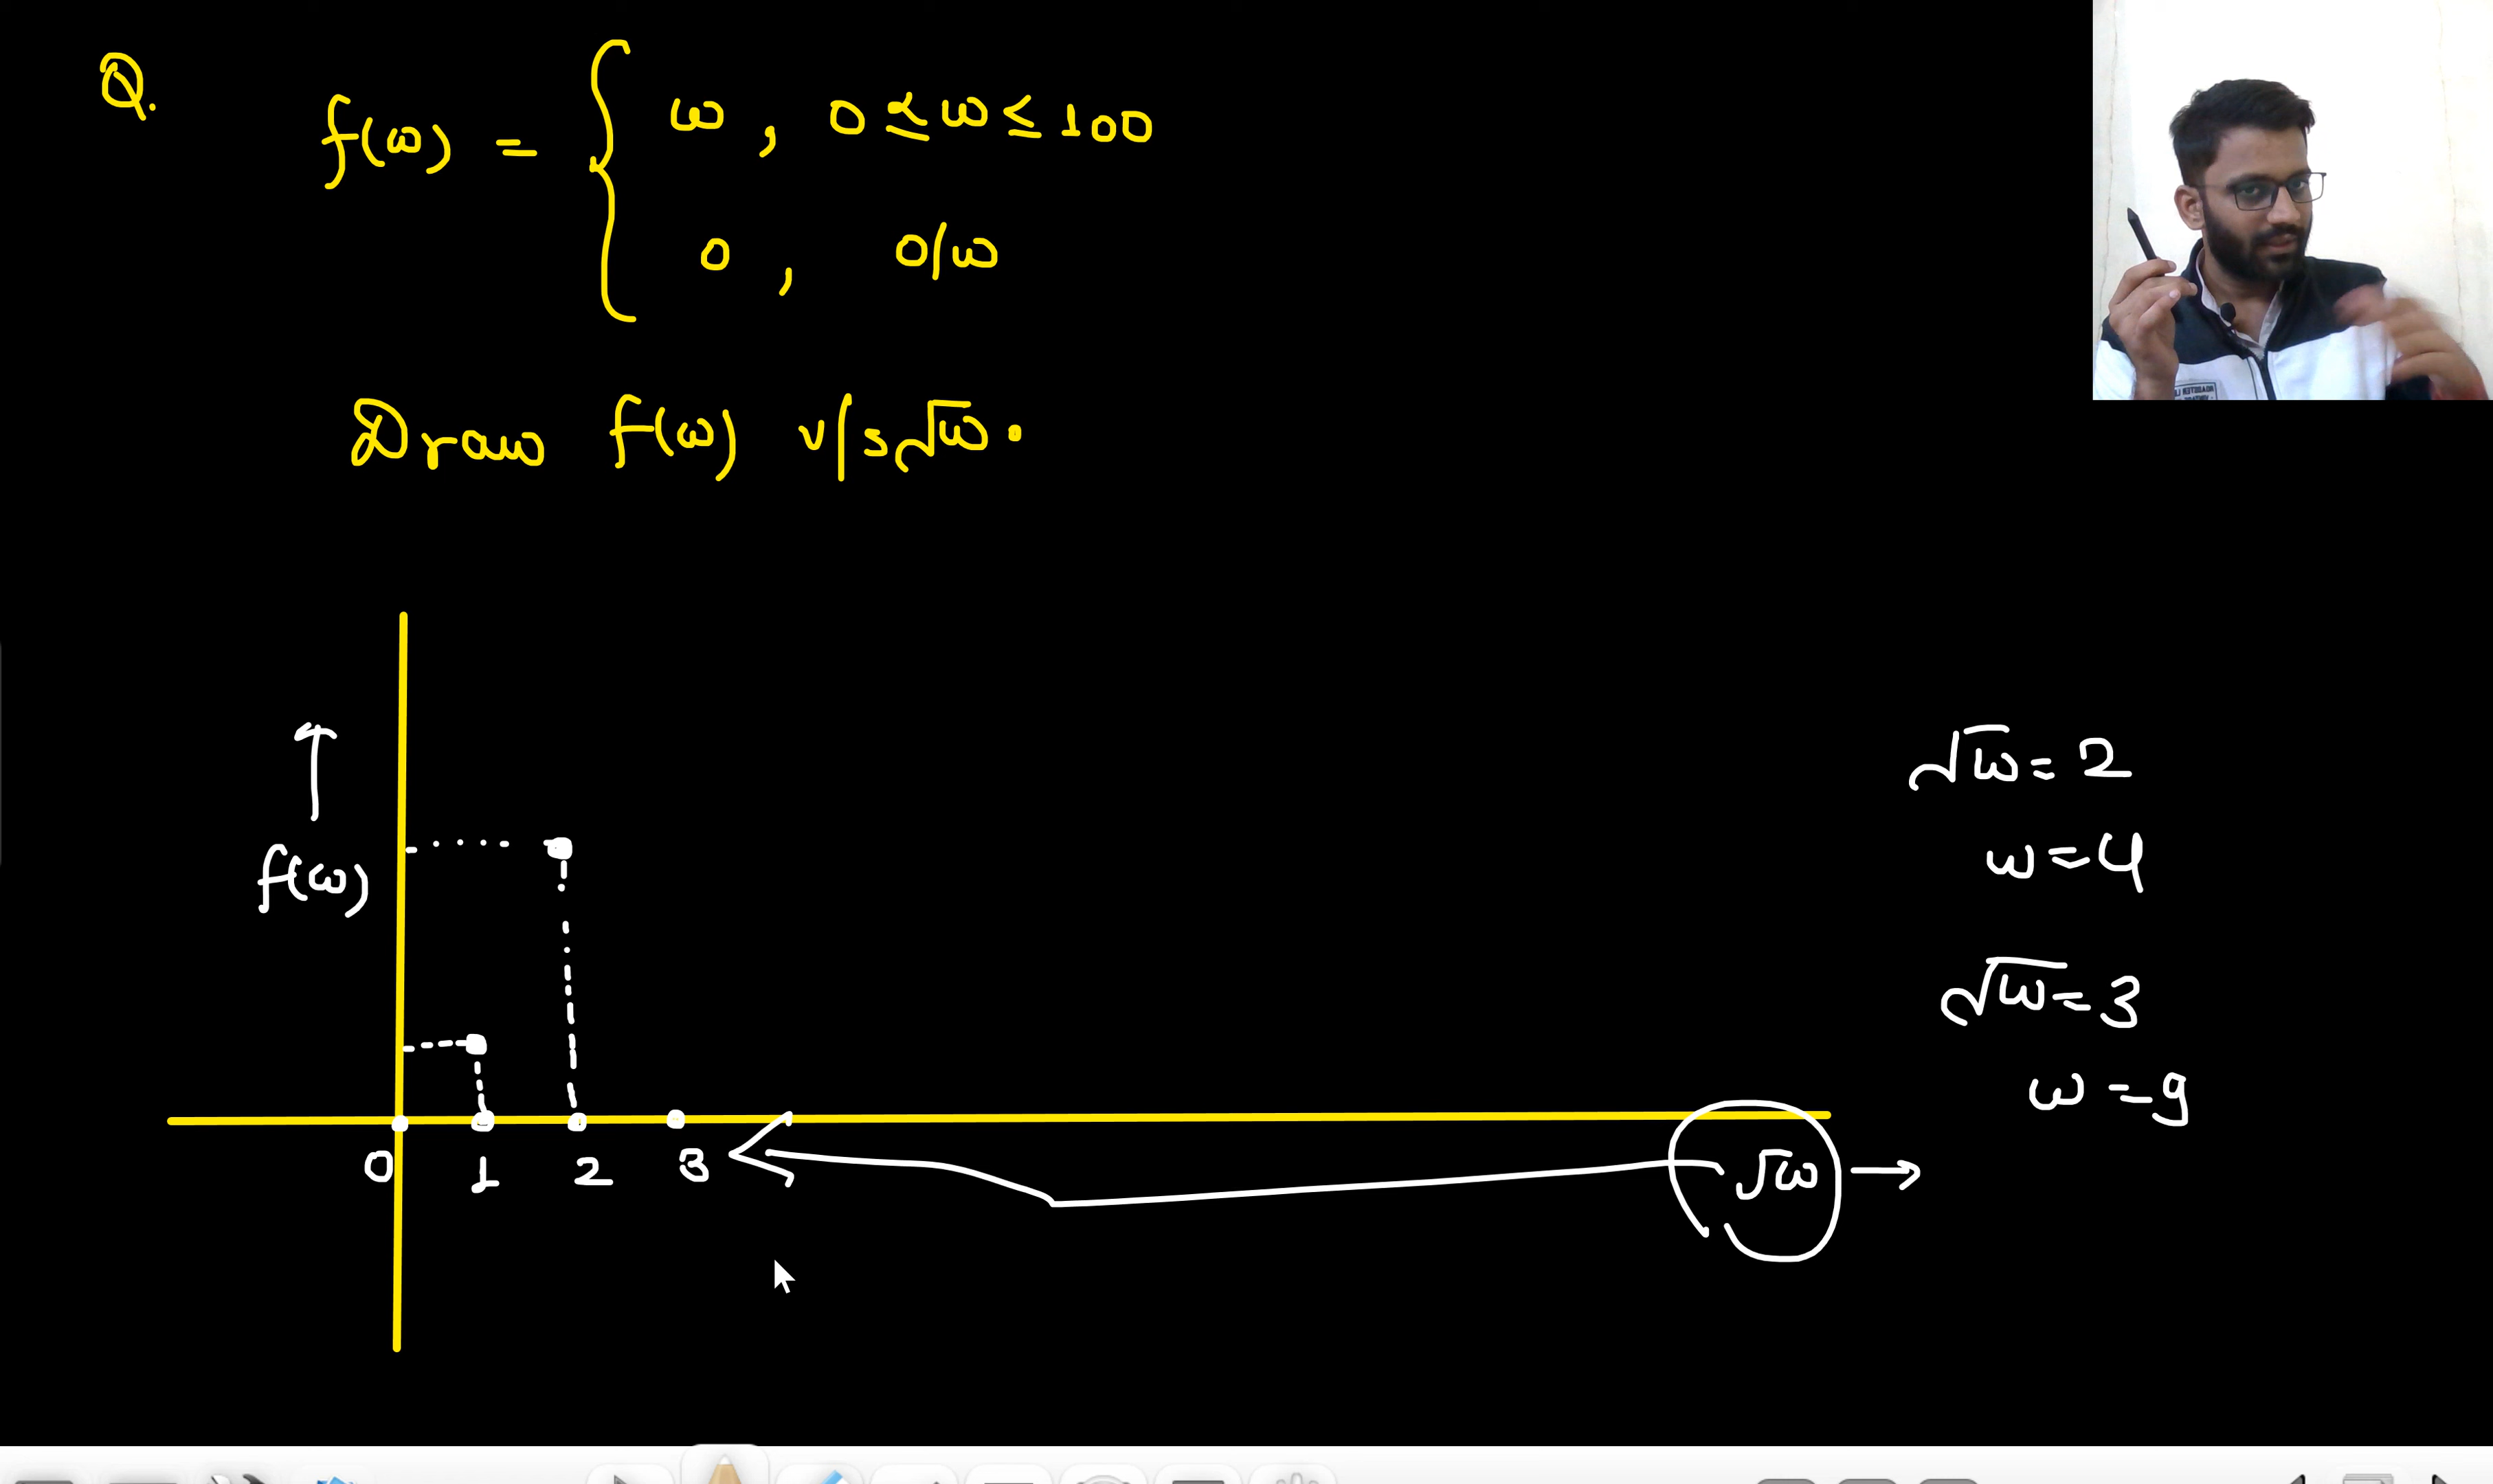 Q.
f(ω) = { ω , 0 ≤ ω ≤ 100
0 , o/ω
Draw f(ω) v/s √ω .
↑
f(ω)
0 1 2 3
√ω →
√ω = 2
ω = 4
√ω = 3
ω = 9